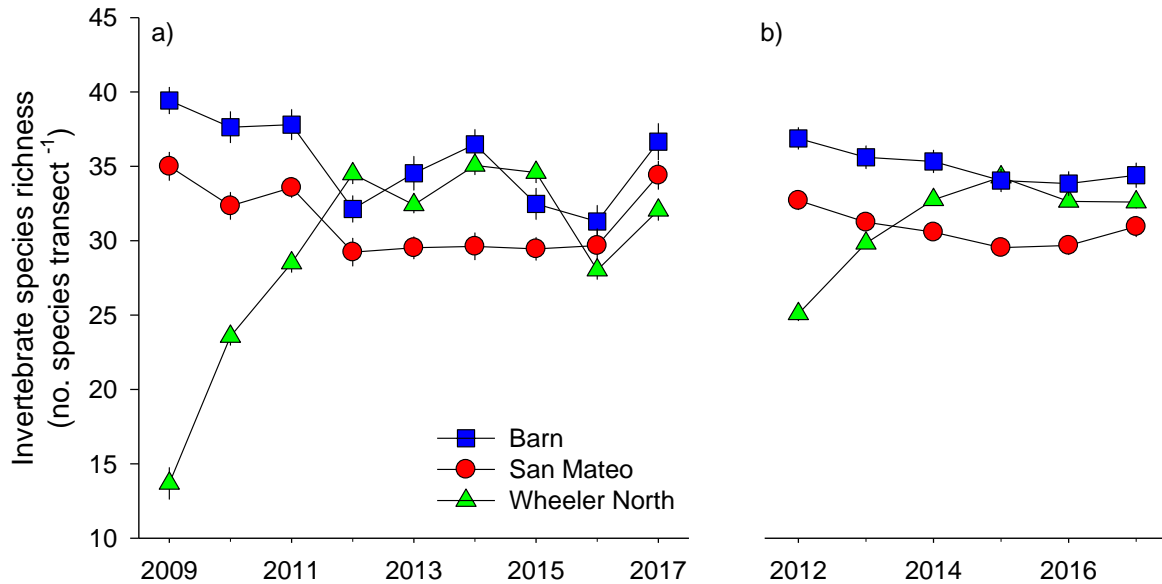 a)
b)
Invertebrate species richness
(no. species transect -1)
45
40
35
30
25
20
15
10
Barn
San Mateo
Wheeler North
2009 2011 2013 2015 2017
2012 2014 2016